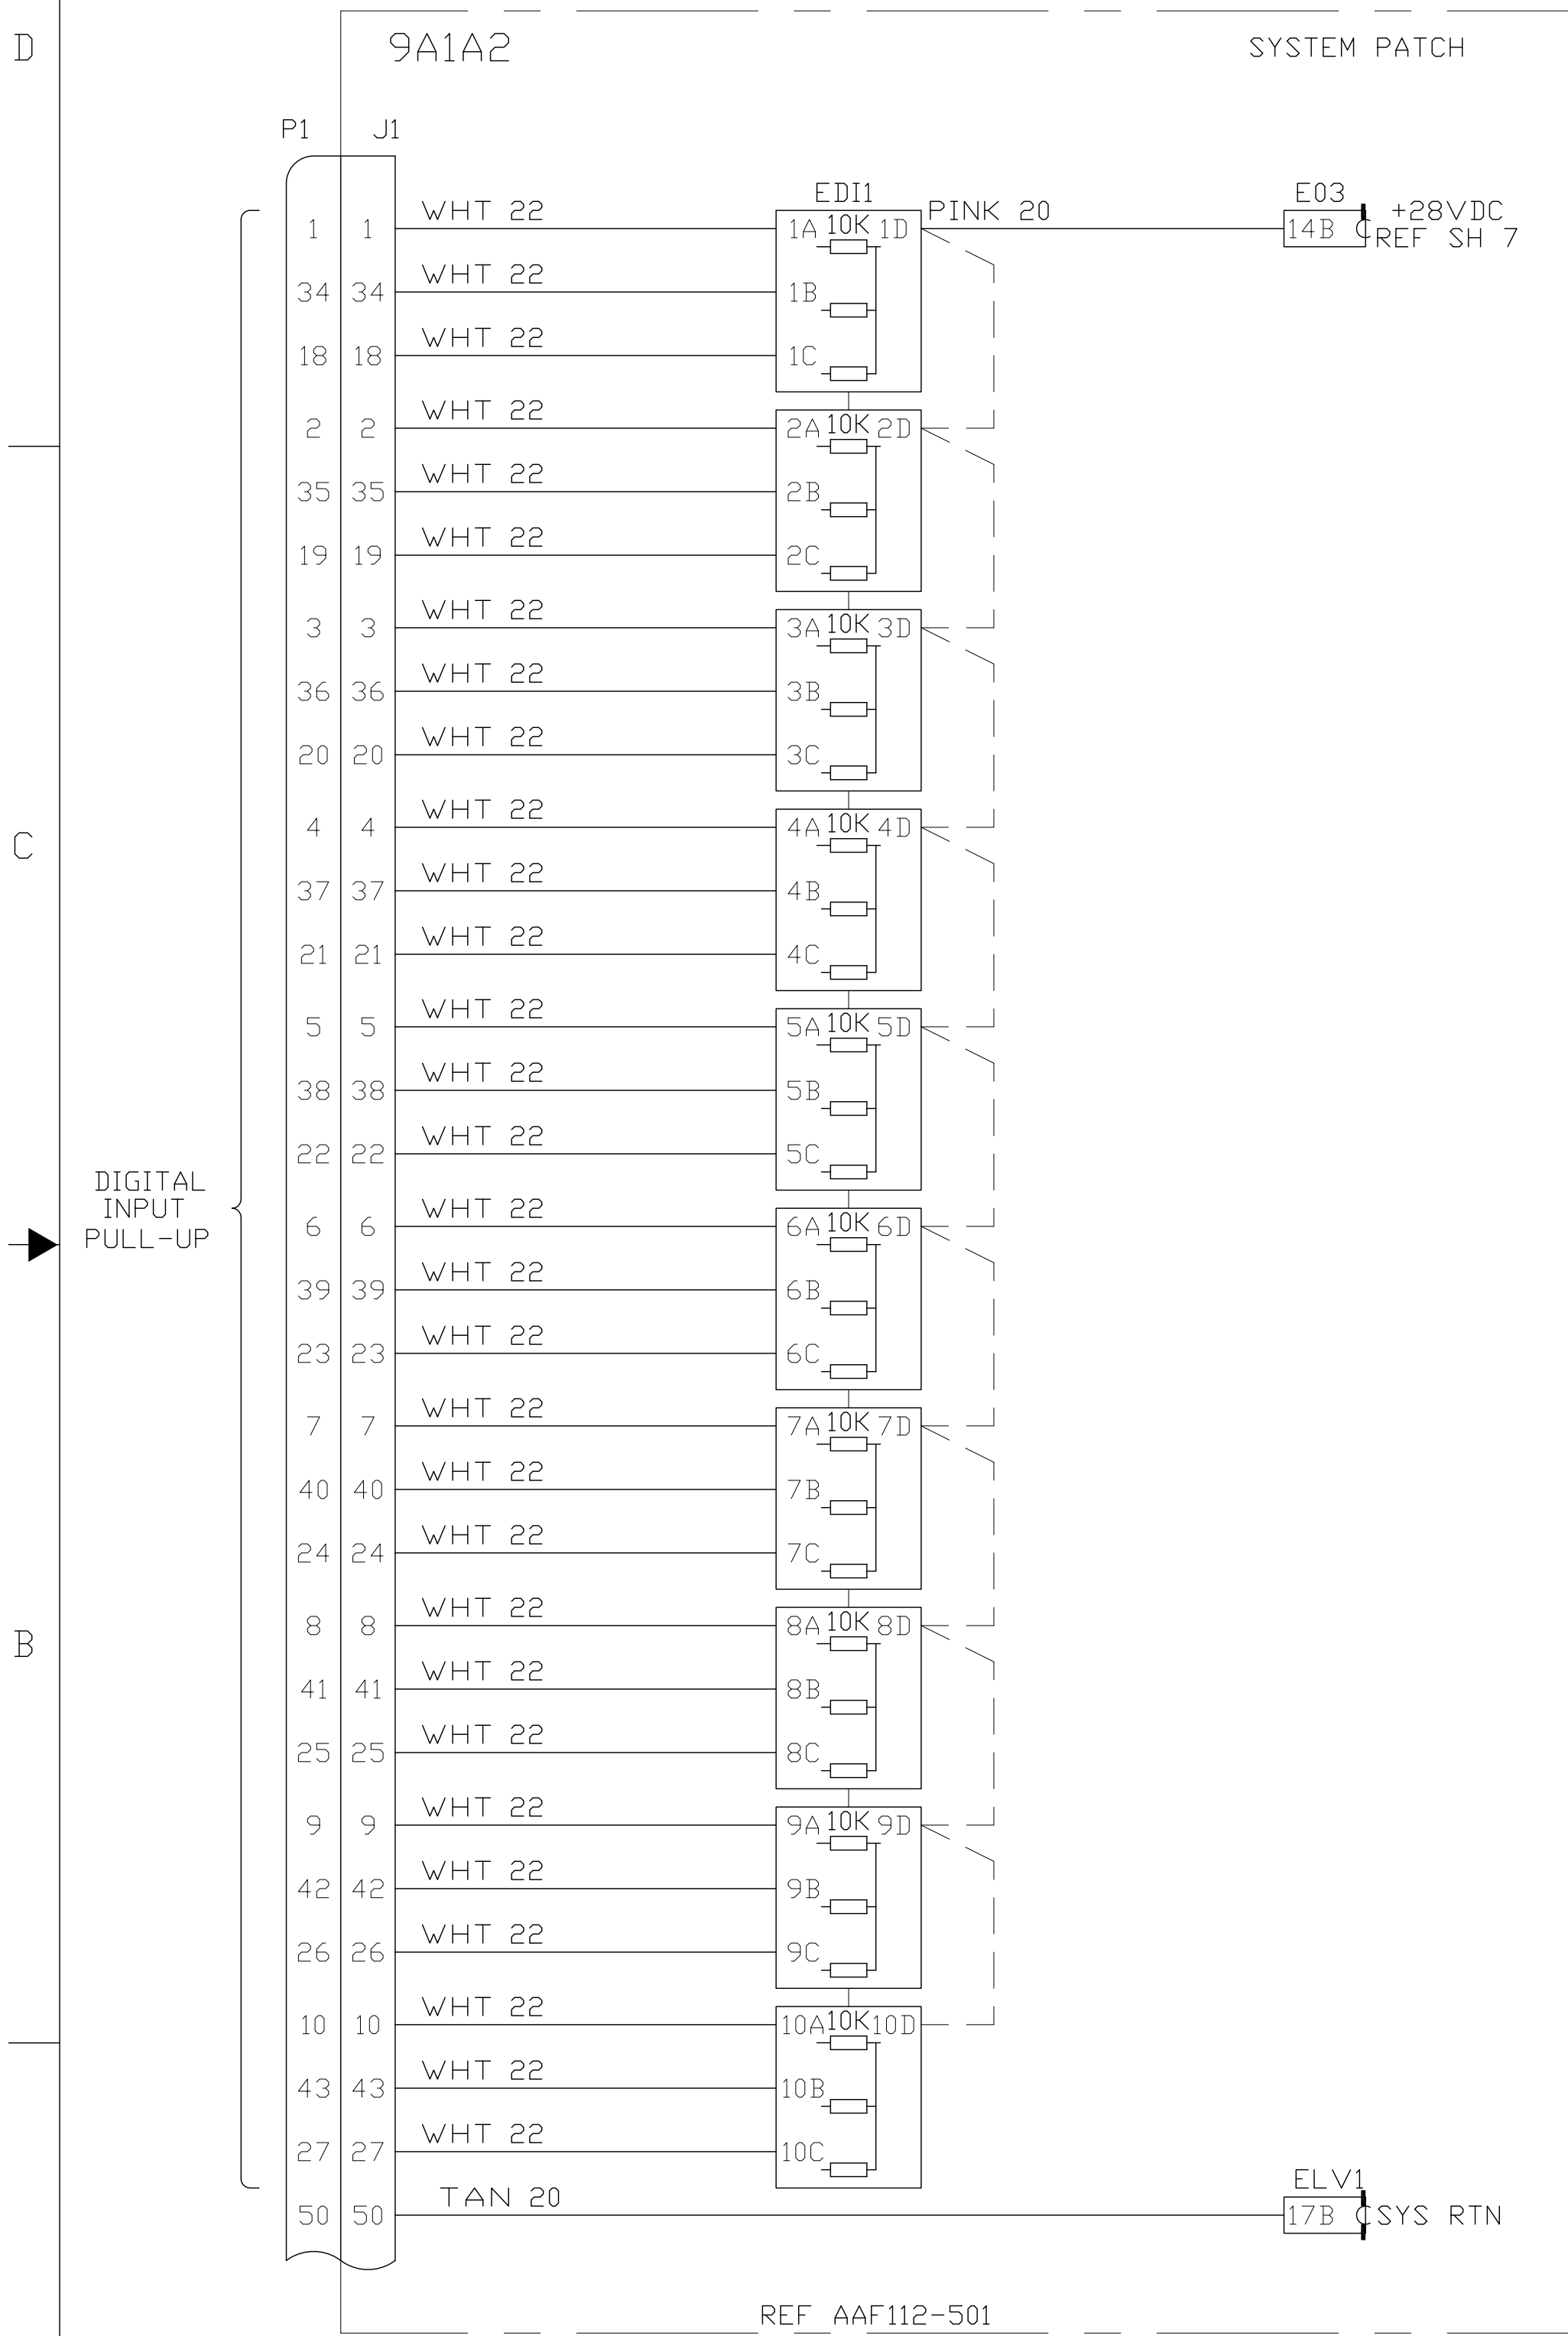 D
9A1A2 SYSTEM PATCH
P1 J1
EDI1 E03
WHT 22 PINK 20 +28VDC
1 1 1A 10K 1D 14B REF SH 7
WHT 22
34 34 1B
WHT 22
18 18 1C
WHT 22
2 2 2A 10K 2D
WHT 22
35 35 2B
WHT 22
19 19 2C
WHT 22
3 3 3A 10K 3D
WHT 22
36 36 3B
WHT 22
20 20 3C
WHT 22
4 4 4A 10K 4D
C
WHT 22
37 37 4B
WHT 22
21 21 4C
WHT 22
5 5 5A 10K 5D
WHT 22
38 38 5B
WHT 22
22 22 5C
DIGITAL
INPUT
PULL-UP
WHT 22
6 6 6A 10K 6D
WHT 22
39 39 6B
WHT 22
23 23 6C
WHT 22
7 7 7A 10K 7D
WHT 22
40 40 7B
WHT 22
24 24 7C
WHT 22
8 8 8A 10K 8D
B
WHT 22
41 41 8B
WHT 22
25 25 8C
WHT 22
9 9 9A 10K 9D
WHT 22
42 42 9B
WHT 22
26 26 9C
WHT 22
10 10 10A 10K 10D
WHT 22
43 43 10B
WHT 22
27 27 10C
TAN 20 ELV1
50 50 17B SYS RTN
REF AAF112-501